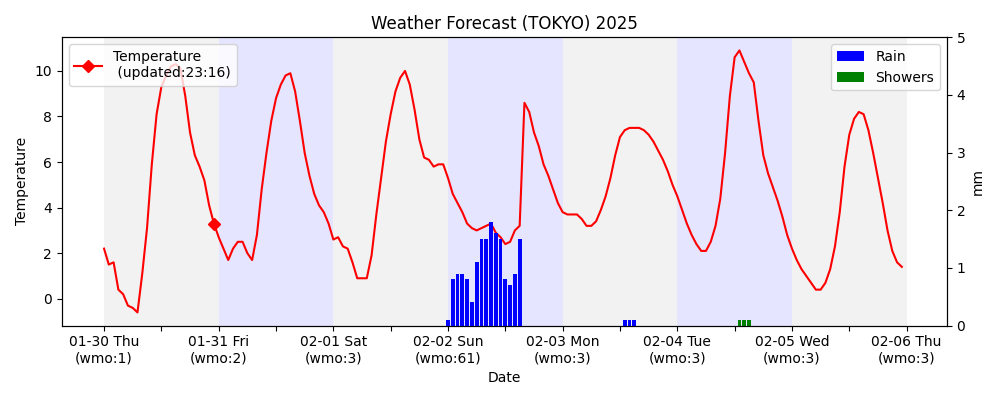 Weather Forecast (TOKYO) 2025
Temperature
(updated:23:16)
Rain
Showers
Temperature
10
8
6
4
2
0
5
4
3
2
1
0
mm
01-30 Thu
(wmo:1)
01-31 Fri
(wmo:2)
02-01 Sat
(wmo:3)
02-02 Sun
(wmo:61)
02-03 Mon
(wmo:3)
02-04 Tue
(wmo:3)
02-05 Wed
(wmo:3)
02-06 Thu
(wmo:3)
Date